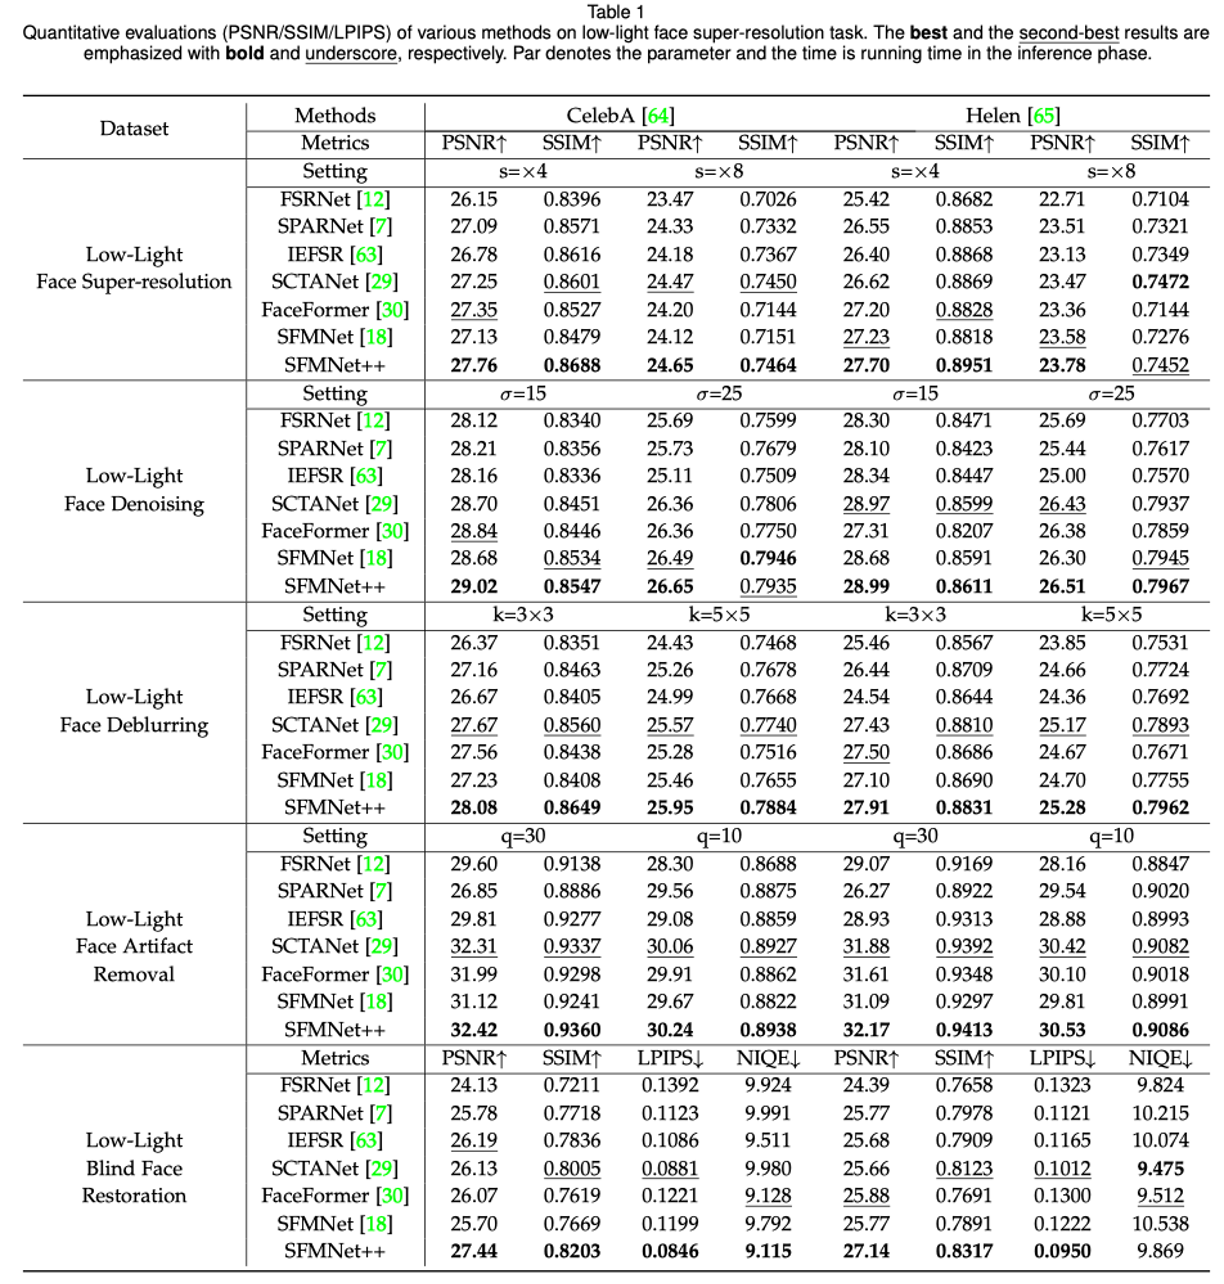 Table 1
Quantitative evaluations (PSNR/SSIM/LPIPS) of various methods on low-light face super-resolution task. The best and the second-best results are
emphasized with bold and underscore, respectively. Par denotes the parameter and the time is running time in the inference phase.
Dataset Methods CelebA [64] Helen [65]
Metrics PSNR↑ SSIM↑ PSNR↑ SSIM↑ PSNR↑ SSIM↑ PSNR↑ SSIM↑
Low-Light Face Super-resolution
Setting s=×4 s=×8 s=×4 s=×8
FSRNet [12] 26.15 0.8396 23.47 0.7026 25.42 0.8682 22.71 0.7104
SPARNet [7] 27.09 0.8571 24.33 0.7332 26.55 0.8853 23.51 0.7321
IEFSR [63] 26.78 0.8616 24.18 0.7367 26.40 0.8868 23.13 0.7349
SCTANet [29] 27.25 0.8601 24.47 0.7450 26.62 0.8869 23.47 0.7472
FaceFormer [30] 27.35 0.8527 24.20 0.7144 27.20 0.8828 23.36 0.7144
SFMNet [18] 27.13 0.8479 24.12 0.7151 27.23 0.8818 23.58 0.7276
SFMNet++ 27.76 0.8688 24.65 0.7464 27.70 0.8951 23.78 0.7452
Low-Light Face Denoising
Setting σ=15 σ=25 σ=15 σ=25
FSRNet [12] 28.12 0.8340 25.69 0.7599 28.30 0.8471 25.69 0.7703
SPARNet [7] 28.21 0.8356 25.73 0.7679 28.10 0.8423 25.44 0.7617
IEFSR [63] 28.16 0.8336 25.11 0.7509 28.34 0.8447 25.00 0.7570
SCTANet [29] 28.70 0.8451 26.36 0.7806 28.97 0.8599 26.43 0.7937
FaceFormer [30] 28.84 0.8446 26.36 0.7750 27.31 0.8207 26.38 0.7859
SFMNet [18] 28.68 0.8534 26.49 0.7946 28.68 0.8591 26.30 0.7945
SFMNet++ 29.02 0.8547 26.65 0.7935 28.99 0.8611 26.51 0.7967
Low-Light Face Deblurring
Setting k=3×3 k=5×5 k=3×3 k=5×5
FSRNet [12] 26.37 0.8351 24.43 0.7468 25.46 0.8567 23.85 0.7531
SPARNet [7] 27.16 0.8463 25.26 0.7678 26.44 0.8709 24.66 0.7724
IEFSR [63] 26.67 0.8405 24.99 0.7668 24.54 0.8644 24.36 0.7692
SCTANet [29] 27.67 0.8560 25.57 0.7740 27.43 0.8810 25.17 0.7893
FaceFormer [30] 27.56 0.8438 25.28 0.7516 27.50 0.8686 24.67 0.7671
SFMNet [18] 27.23 0.8408 25.46 0.7655 27.10 0.8690 24.70 0.7755
SFMNet++ 28.08 0.8649 25.95 0.7884 27.91 0.8831 25.28 0.7962
Low-Light Face Artifact Removal
Setting q=30 q=10 q=30 q=10
FSRNet [12] 29.60 0.9138 28.30 0.8688 29.07 0.9169 28.16 0.8847
SPARNet [7] 26.85 0.8886 29.56 0.8875 26.27 0.8922 29.54 0.9020
IEFSR [63] 29.81 0.9277 29.08 0.8859 28.93 0.9313 28.88 0.8993
SCTANet [29] 32.31 0.9337 30.06 0.8927 31.88 0.9392 30.42 0.9082
FaceFormer [30] 31.99 0.9298 29.91 0.8862 31.61 0.9348 30.10 0.9018
SFMNet [18] 31.12 0.9241 29.67 0.8822 31.09 0.9297 29.81 0.8991
SFMNet++ 32.42 0.9360 30.24 0.8938 32.17 0.9413 30.53 0.9086
Low-Light Blind Face Restoration
Metrics PSNR↑ SSIM↑ LPIPS↓ NIQE↓ PSNR↑ SSIM↑ LPIPS↓ NIQE↓
FSRNet [12] 24.13 0.7211 0.1392 9.924 24.39 0.7658 0.1323 9.824
SPARNet [7] 25.78 0.7718 0.1123 9.991 25.77 0.7978 0.1121 10.215
IEFSR [63] 26.19 0.7836 0.1086 9.511 25.68 0.7909 0.1165 10.074
SCTANet [29] 26.13 0.8005 0.0881 9.980 25.66 0.8123 0.1012 9.475
FaceFormer [30] 26.07 0.7619 0.1221 9.128 25.88 0.7691 0.1300 9.512
SFMNet [18] 25.70 0.7669 0.1199 9.792 25.77 0.7891 0.1222 10.538
SFMNet++ 27.44 0.8203 0.0846 9.115 27.14 0.8317 0.0950 9.869